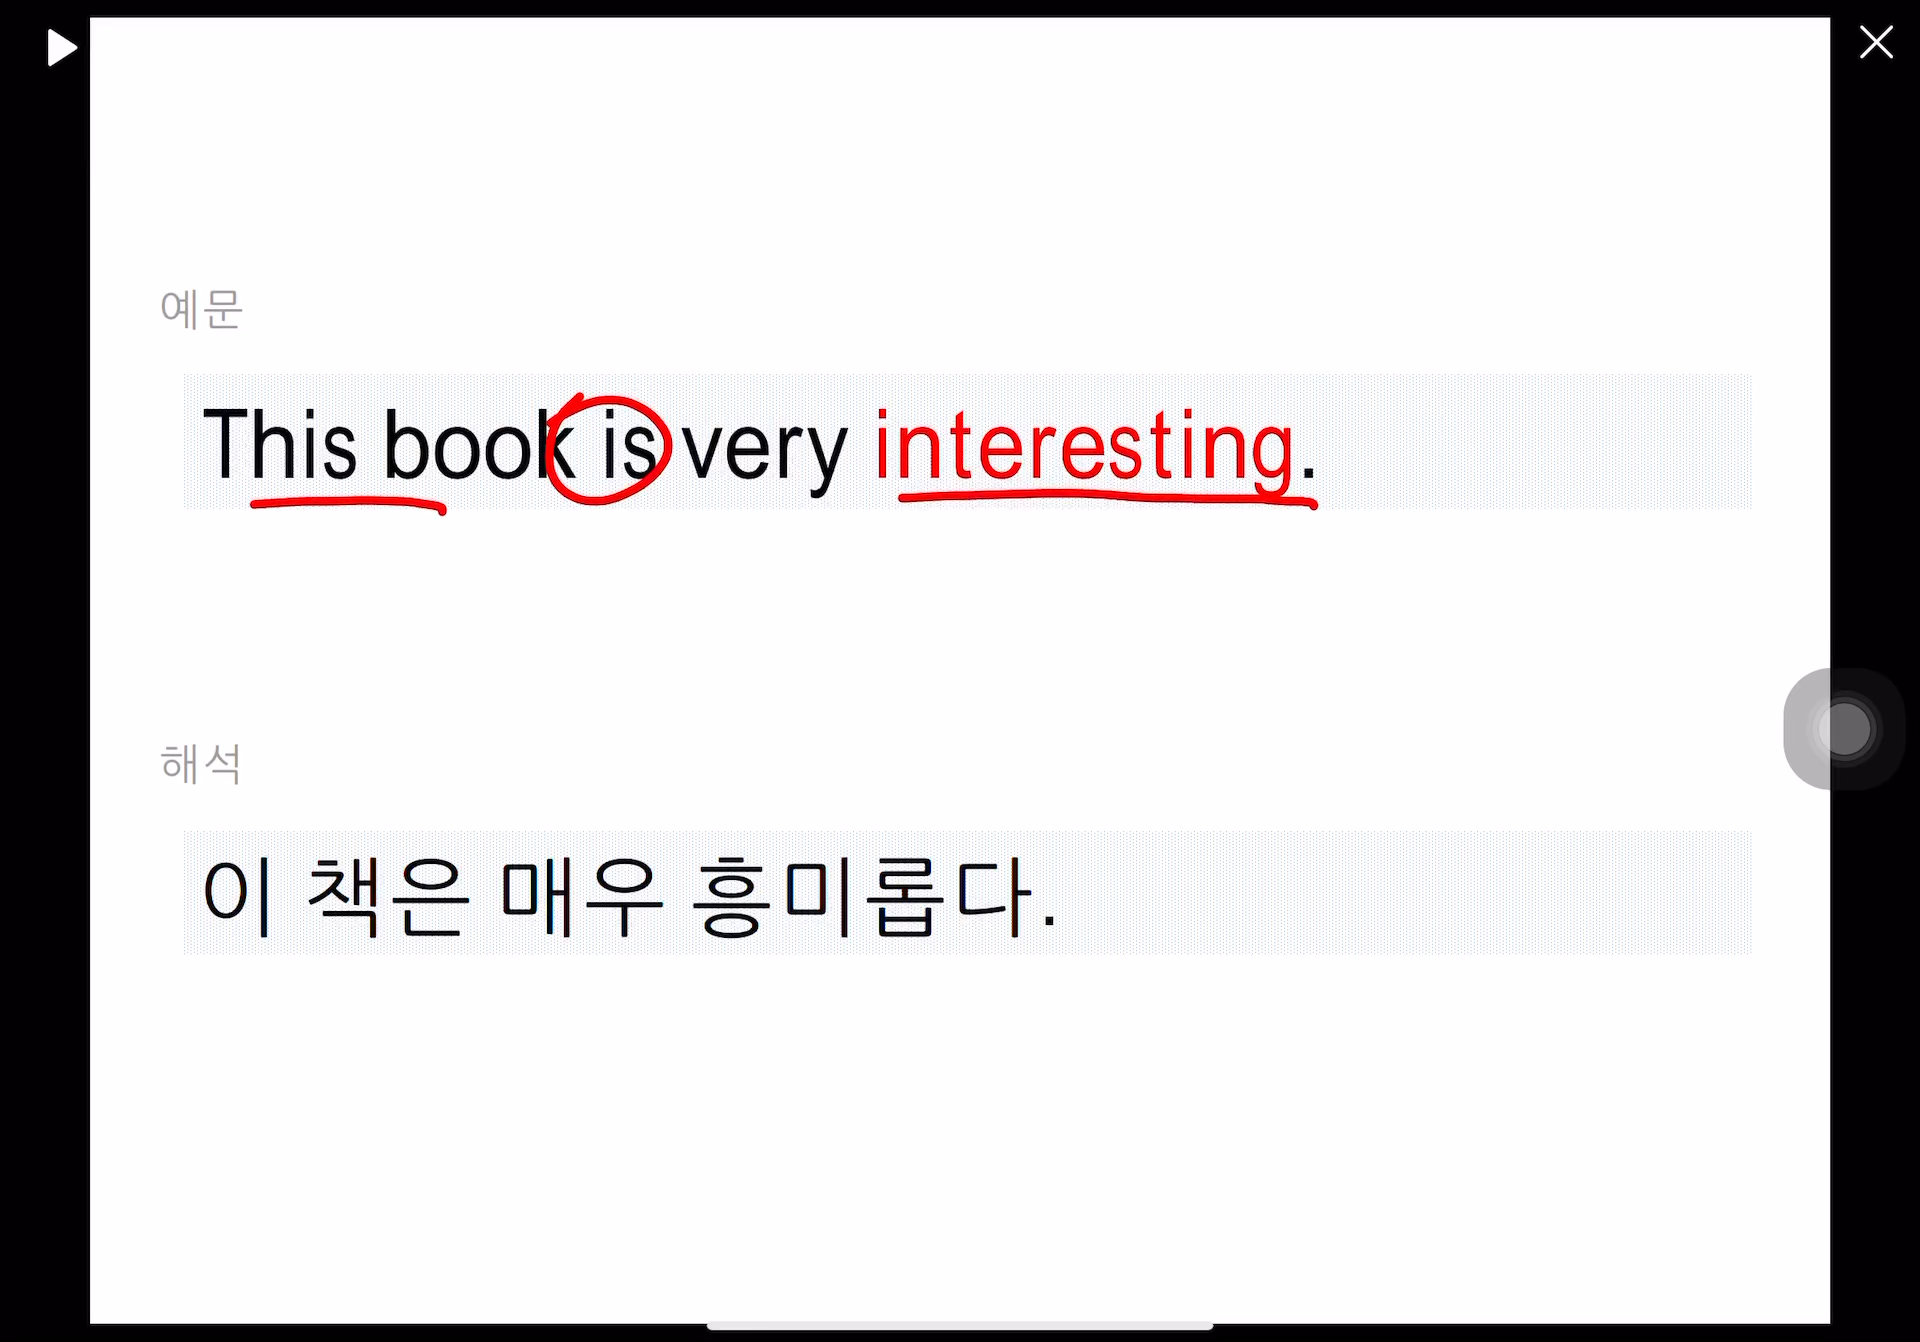 예문
This book is very interesting.
해석
이 책은 매우 흥미롭다.